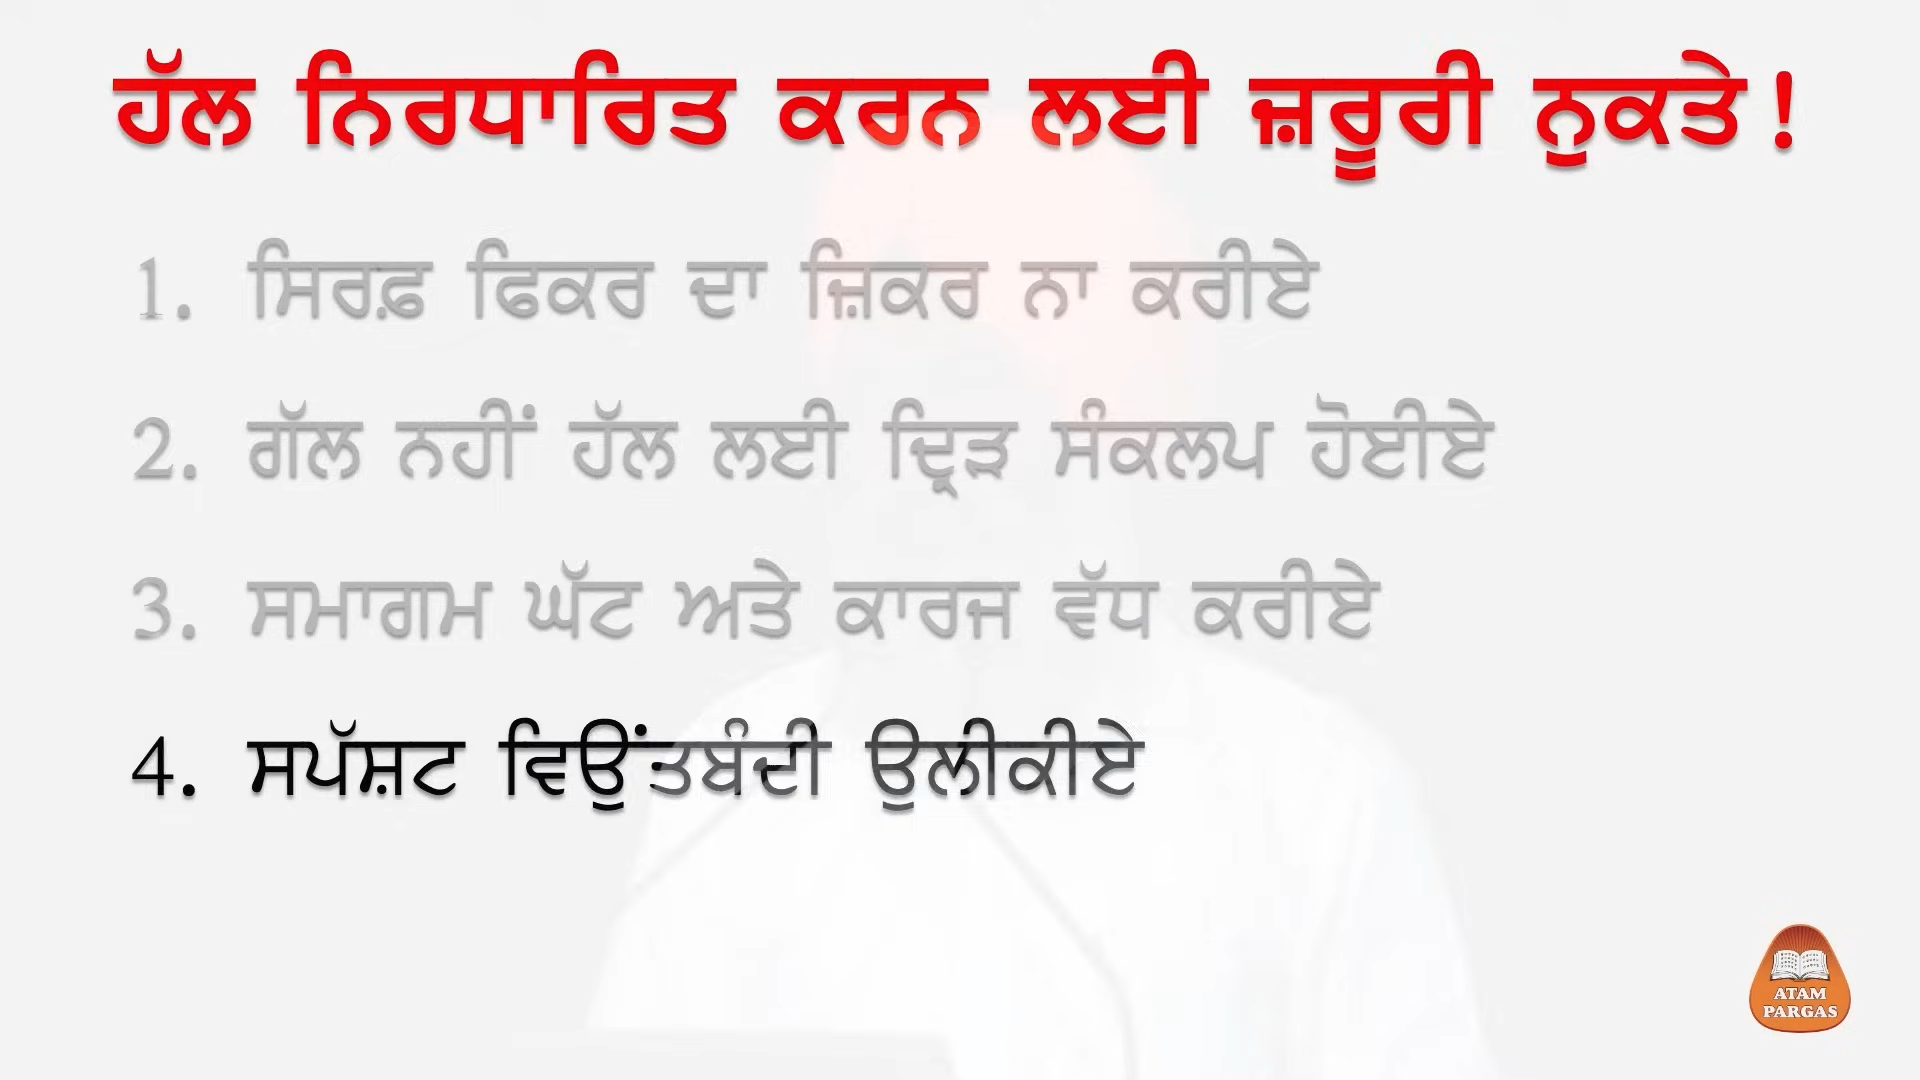 ਹੱਲ ਨਿਰਧਾਰਿਤ ਕਰਨ ਲਈ ਜ਼ਰੂਰੀ ਨੁਕਤੇ !
1. ਸਿਰਫ਼ ਫਿਕਰ ਦਾ ਜ਼ਿਕਰ ਨਾ ਕਰੀਏ
2. ਗੱਲ ਨਹੀਂ ਹੱਲ ਲਈ ਦ੍ਰਿੜ ਸੰਕਲਪ ਹੋਈਏ
3. ਸਮਾਗਮ ਘੱਟ ਅਤੇ ਕਾਰਜ ਵੱਧ ਕਰੀਏ
4. ਸਪੱਸ਼ਟ ਵਿਉਂਤਬੰਦੀ ਉਲੀਕੀਏ
ATAM
PARGAS